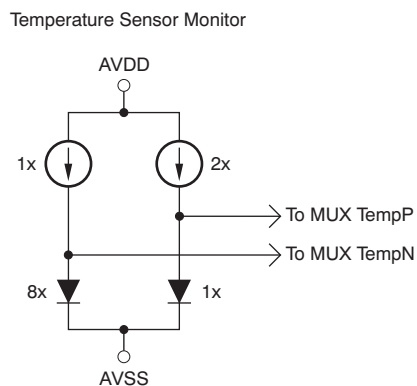 Temperature Sensor Monitor
AVDD
1x
2x
To MUX TempP
To MUX TempN
8x
1x
AVSS